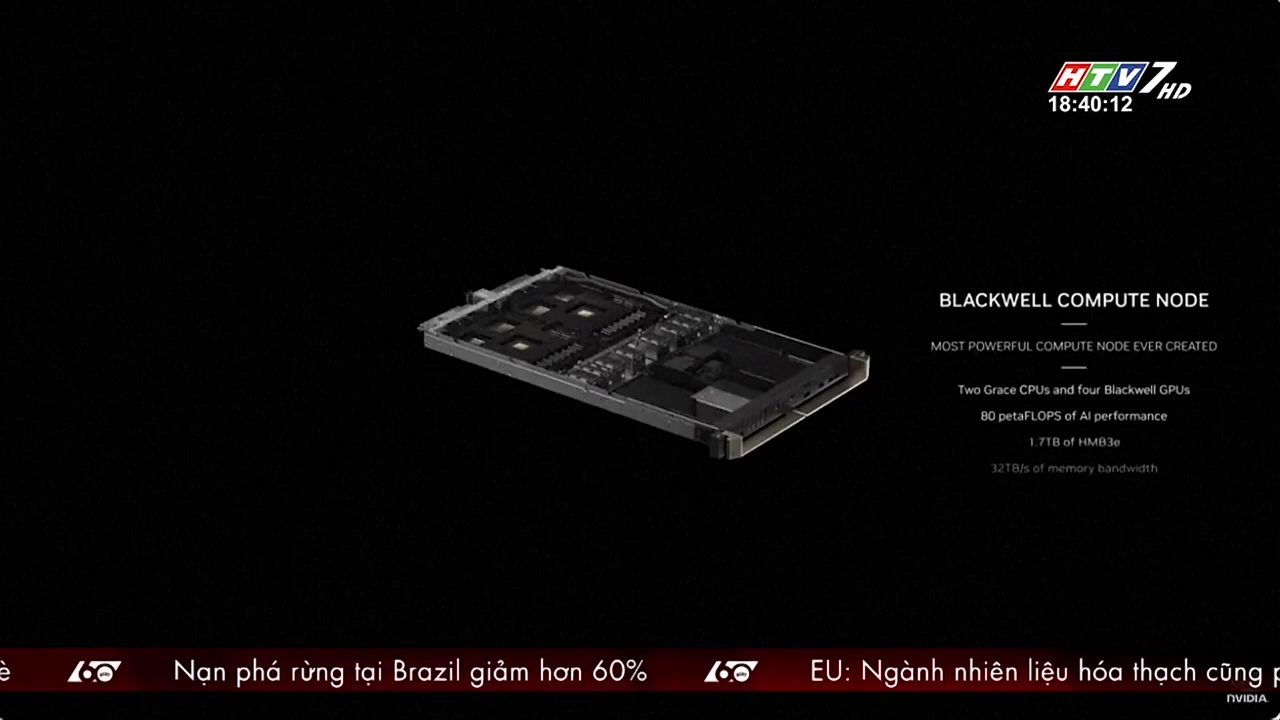 HTV7 HD
18:40:12
BLACKWELL COMPUTE NODE
MOST POWERFUL COMPUTE NODE EVER CREATED
Two Grace CPUs and four Blackwell GPUs
80 petaFLOPS of AI performance
1.7TB of HMB3e
32TB/s of memory bandwidth
è 60 giây Nạn phá rừng tại Brazil giảm hơn 60% 60 giây EU: Ngành nhiên liệu hóa thạch cũng p
NVIDIA.